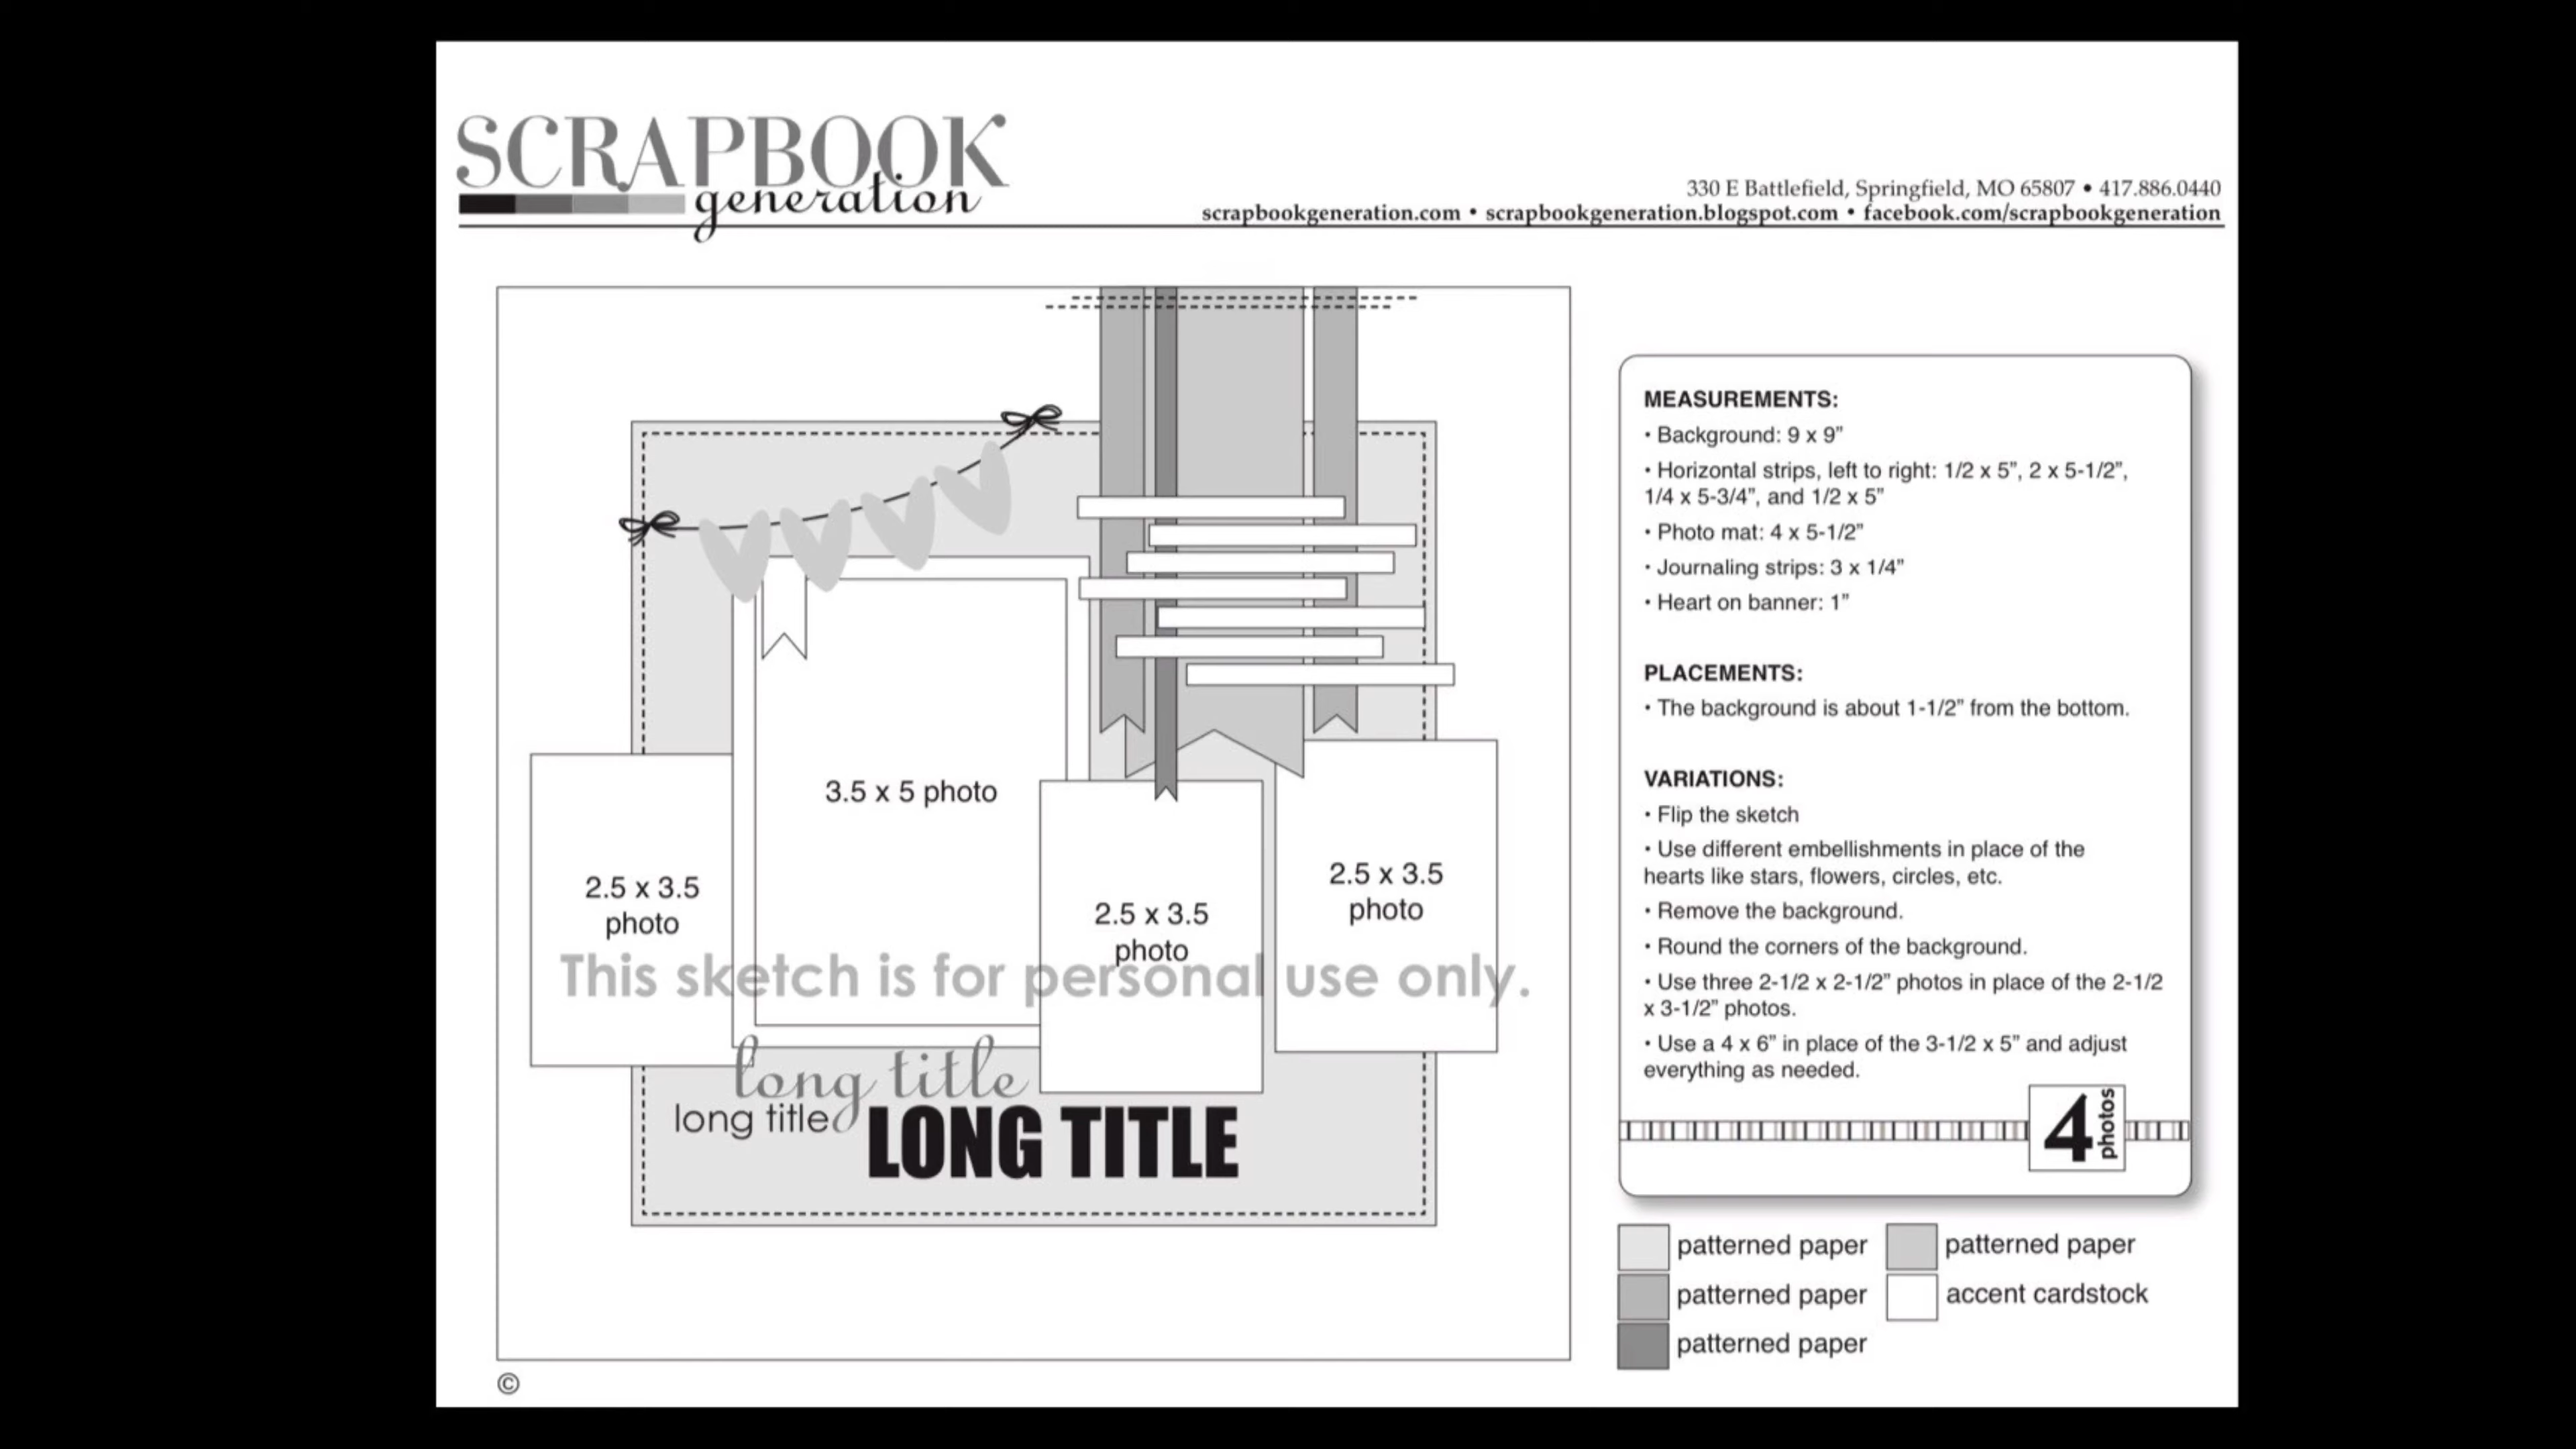 SCRAPBOOK
generation
330 E Battlefield, Springfield, MO 65807 • 417.886.0440
scrapbookgeneration.com • scrapbookgeneration.blogspot.com • facebook.com/scrapbookgeneration
3.5 x 5 photo
2.5 x 3.5
photo
2.5 x 3.5
photo
2.5 x 3.5
photo
This sketch is for personal use only.
long title
long title
LONG TITLE
MEASUREMENTS:
• Background: 9 x 9”
• Horizontal strips, left to right: 1/2 x 5”, 2 x 5-1/2”,
1/4 x 5-3/4”, and 1/2 x 5”
• Photo mat: 4 x 5-1/2”
• Journaling strips: 3 x 1/4”
• Heart on banner: 1”
PLACEMENTS:
• The background is about 1-1/2” from the bottom.
VARIATIONS:
• Flip the sketch
• Use different embellishments in place of the
hearts like stars, flowers, circles, etc.
• Remove the background.
• Round the corners of the background.
• Use three 2-1/2 x 2-1/2” photos in place of the 2-1/2
x 3-1/2” photos.
• Use a 4 x 6” in place of the 3-1/2 x 5” and adjust
everything as needed.
4 photos
patterned paper
patterned paper
patterned paper
accent cardstock
patterned paper
©